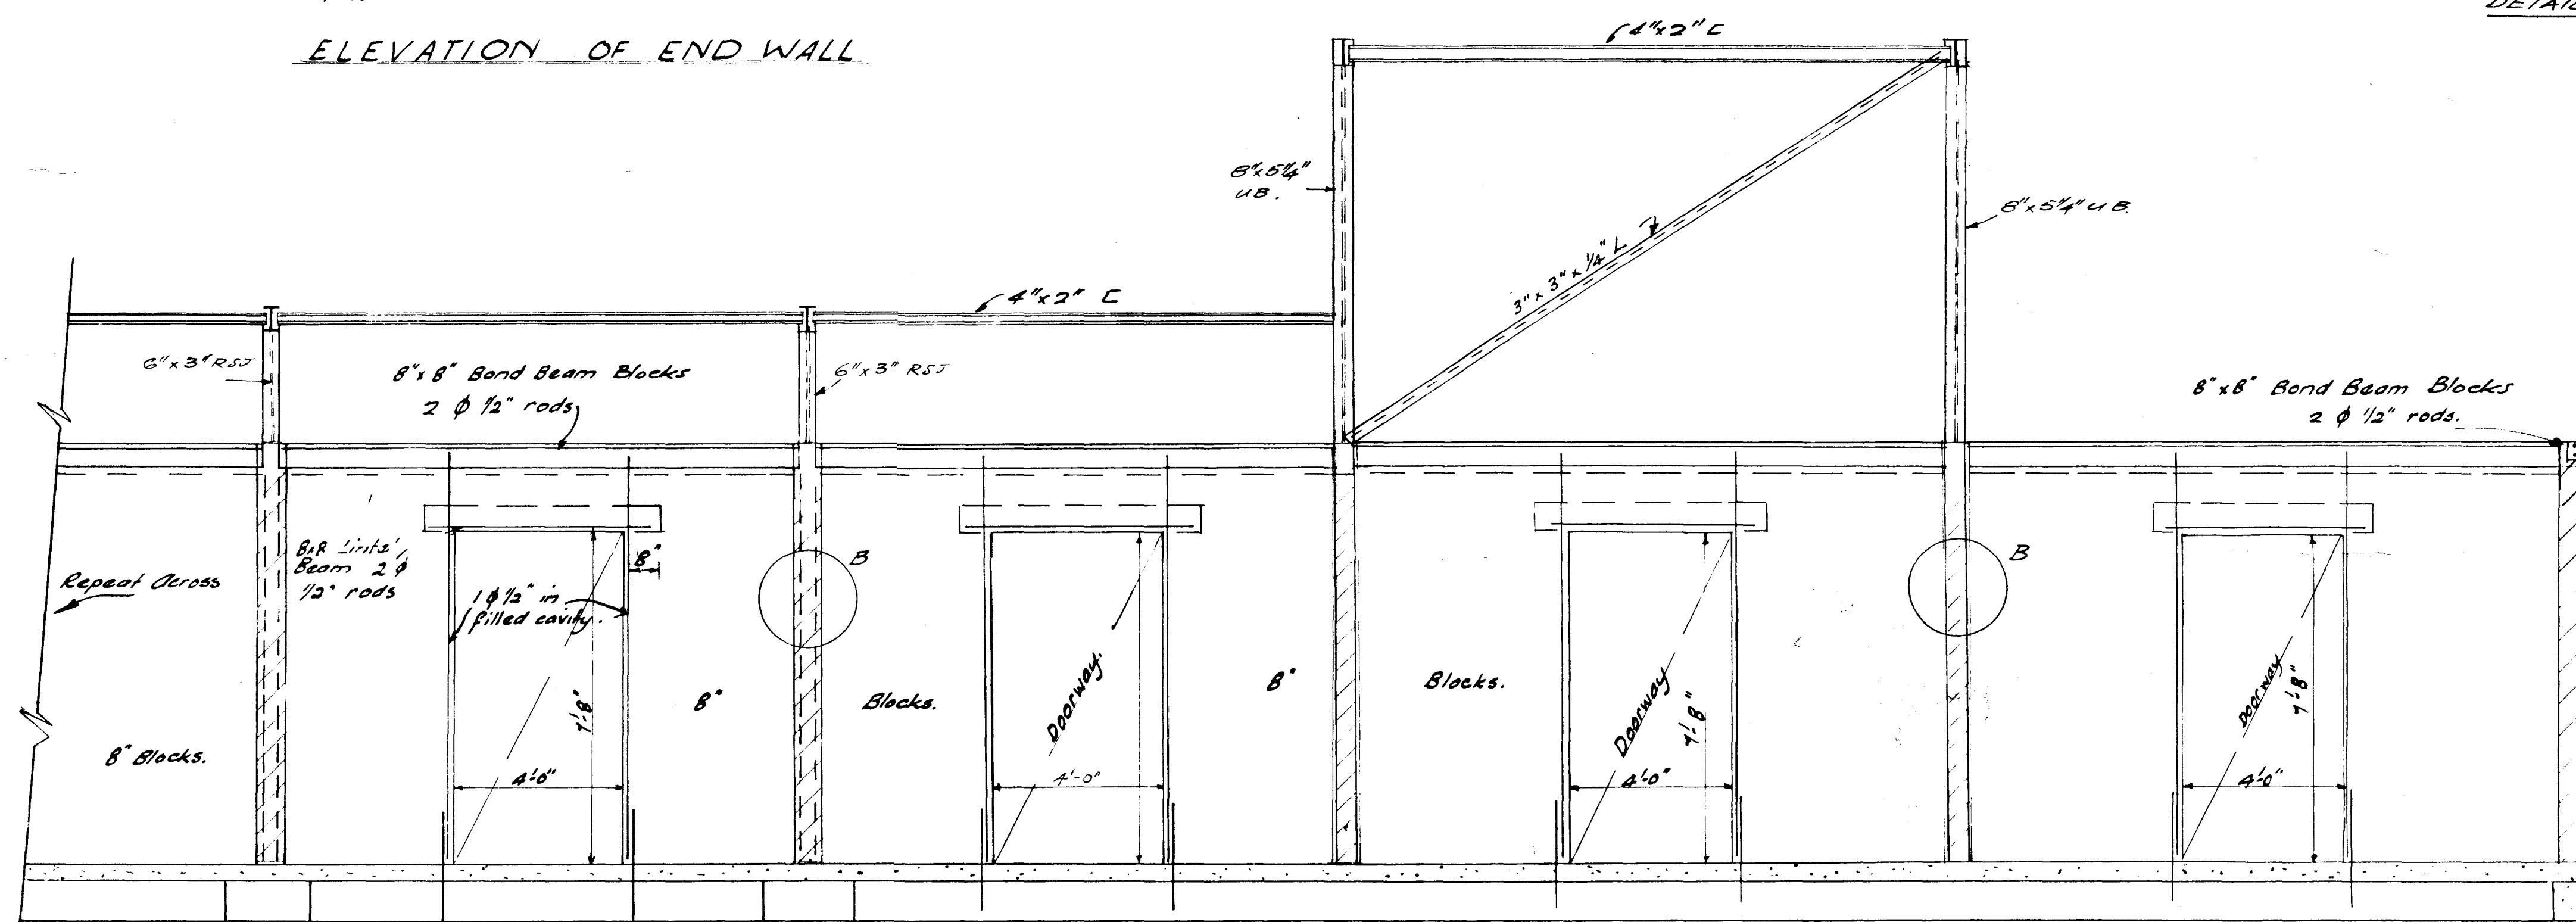 ELEVATION OF END WALL
4"x2" [
8"x5¼"
UB.
8"x5¼" UB.
3"x3"x¼" L
4"x2" [
6"x3" RSJ
8"x8" Bond Beam Blocks
2 ϕ 1/2" rods
6"x3" RSJ
8"x8" Bond Beam Blocks
2 ϕ 1/2" rods.
Repeat Across
8x8 Lintel
Beam 2 ϕ
1/2" rods
8"
1 ϕ 1/2" in
filled cavity.
B
B
8" Blocks.
7'-8"
4'-0"
8"
Blocks.
Doorway.
4'-0"
8"
Blocks.
Doorway
7'-8"
4'-0"
Doorway
7'-8"
4'-0"